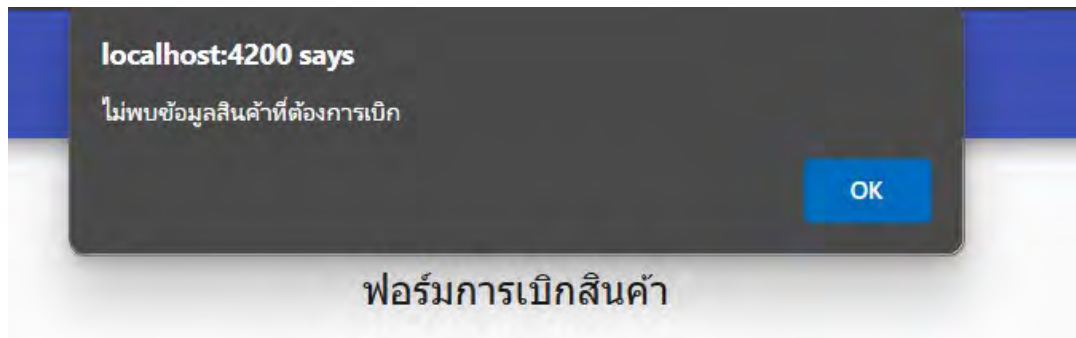 localhost:4200 says
ไม่พบข้อมูลสินค้าที่ต้องการเบิก
OK
ฟอร์มการเบิกสินค้า